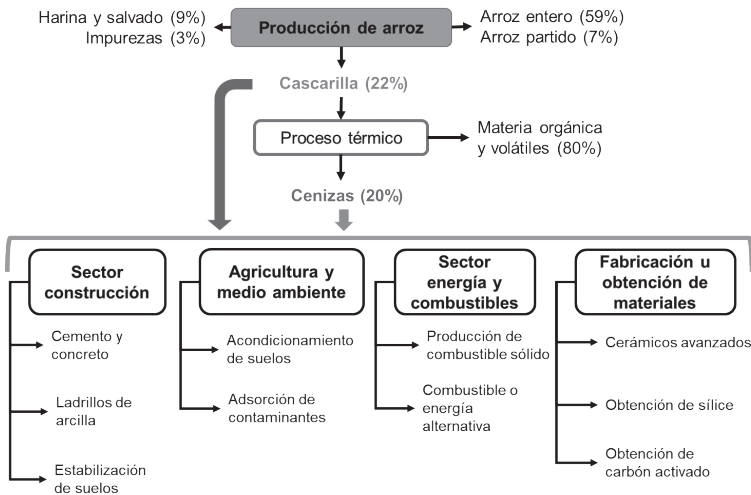 Harina y salvado (9%)
Impurezas (3%)
Producción de arroz
Arroz entero (59%)
Arroz partido (7%)
Cascarilla (22%)
Proceso térmico
Materia orgánica
y volátiles (80%)
Cenizas (20%)
Sector
construcción
Cemento y
concreto
Ladrillos de
arcilla
Estabilización
de suelos
Agricultura y
medio ambiente
Acondicionamiento
de suelos
Adsorción de
contaminantes
Sector
energía y
combustibles
Producción de
combustible sólido
Combustible o
energía
alternativa
Fabricación u
obtención de
materiales
Cerámicos avanzados
Obtención de sílice
Obtención de
carbón activado